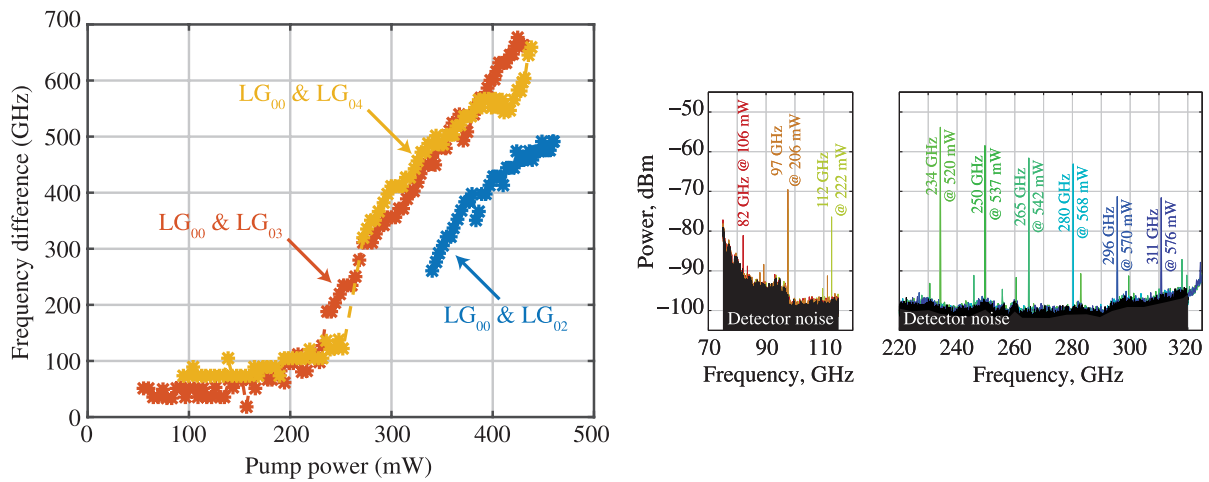 700
600
500
400
300
200
100
0
Frequency difference (GHz)
LG₀₀ & LG₀₄
LG₀₀ & LG₀₃
LG₀₀ & LG₀₂
0 100 200 300 400 500
Pump power (mW)
−50
−60
−70
−80
−90
−100
Power, dBm
82 GHz @ 106 mW
97 GHz
@ 206 mW
112 GHz
@ 222 mW
Detector noise
70 90 110
Frequency, GHz
234 GHz
@ 520 mW
250 GHz
@ 537 mW
265 GHz
@ 542 mW
280 GHz
@ 568 mW
296 GHz
@ 570 mW
311 GHz
@ 576 mW
Detector noise
220 240 260 280 300 320
Frequency, GHz